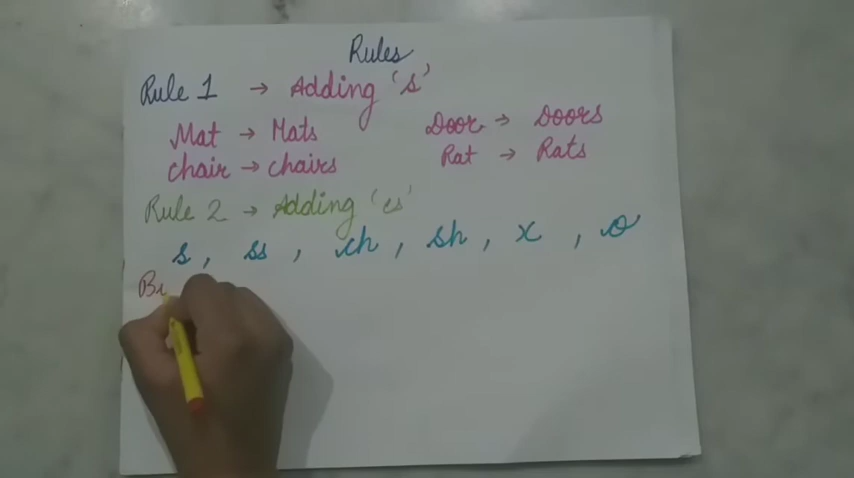 Rules
Rule 1 → Adding 's'
Mat → Mats Door → Doors
Chair → chairs Rat → Rats
Rule 2 → Adding 'es'
s, ss, ch, sh, x, o